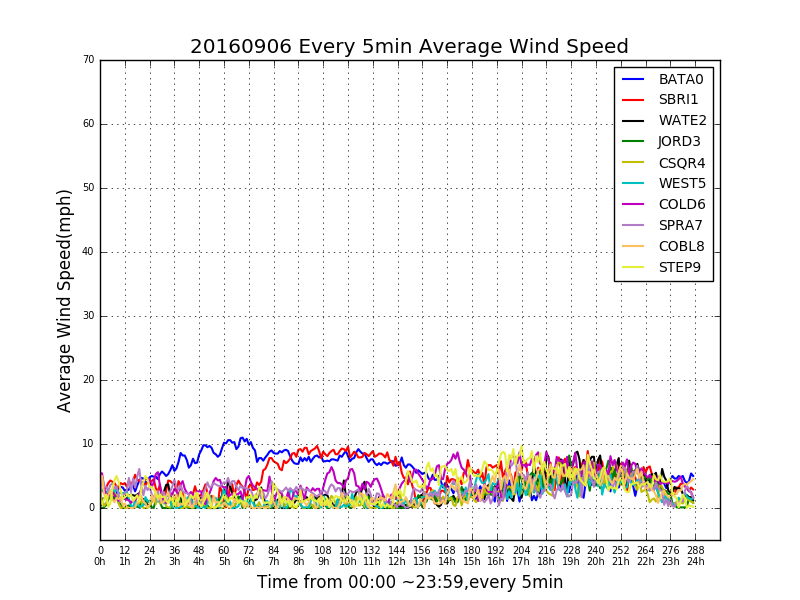 20160906 Every 5min Average Wind Speed
70
60
50
40
30
20
10
0
Average Wind Speed(mph)
BATA0
SBRI1
WATE2
JORD3
CSQR4
WEST5
COLD6
SPRA7
COBL8
STEP9
0 12 24 36 48 60 72 84 96 108 120 132 144 156 168 180 192 204 216 228 240 252 264 276 288
0h 1h 2h 3h 4h 5h 6h 7h 8h 9h 10h 11h 12h 13h 14h 15h 16h 17h 18h 19h 20h 21h 22h 23h 24h
Time from 00:00 ~23:59,every 5min